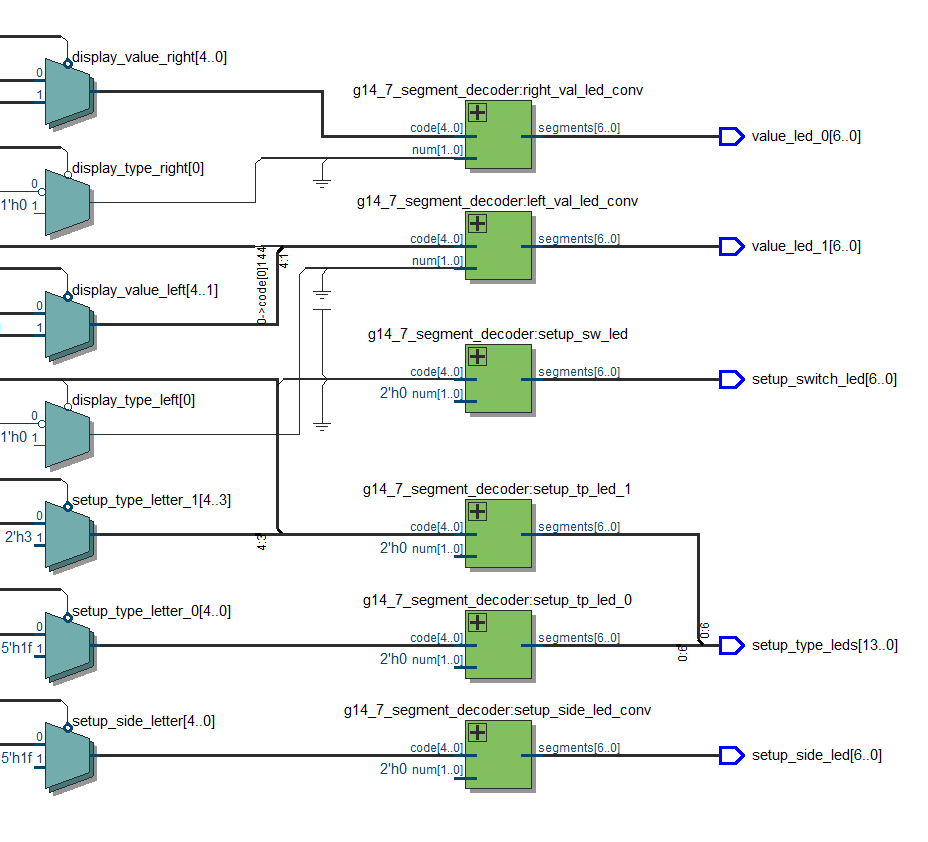 display_value_right[4..0]
0
1
g14_7_segment_decoder:right_val_led_conv
code[4..0]
segments[6..0]
num[1..0]
value_led_0[6..0]
display_type_right[0]
0
1'h0 1
g14_7_segment_decoder:left_val_led_conv
code[4..0]
segments[6..0]
num[1..0]
value_led_1[6..0]
4:1
display_value_left[4..1]
0
1
g14_7_segment_decoder:setup_sw_led
code[4..0]
segments[6..0]
2'h0 num[1..0]
setup_switch_led[6..0]
display_type_left[0]
0
1'h0 1
g14_7_segment_decoder:setup_tp_led_1
code[4..0]
segments[6..0]
2'h0 num[1..0]
setup_type_letter_1[4..3]
0
2'h3 1
4:3
g14_7_segment_decoder:setup_tp_led_0
code[4..0]
segments[6..0]
2'h0 num[1..0]
0:6
0:6
setup_type_leds[13..0]
setup_type_letter_0[4..0]
0
5'h1f 1
g14_7_segment_decoder:setup_side_led_conv
code[4..0]
segments[6..0]
2'h0 num[1..0]
setup_side_led[6..0]
setup_side_letter[4..0]
0
5'h1f 1